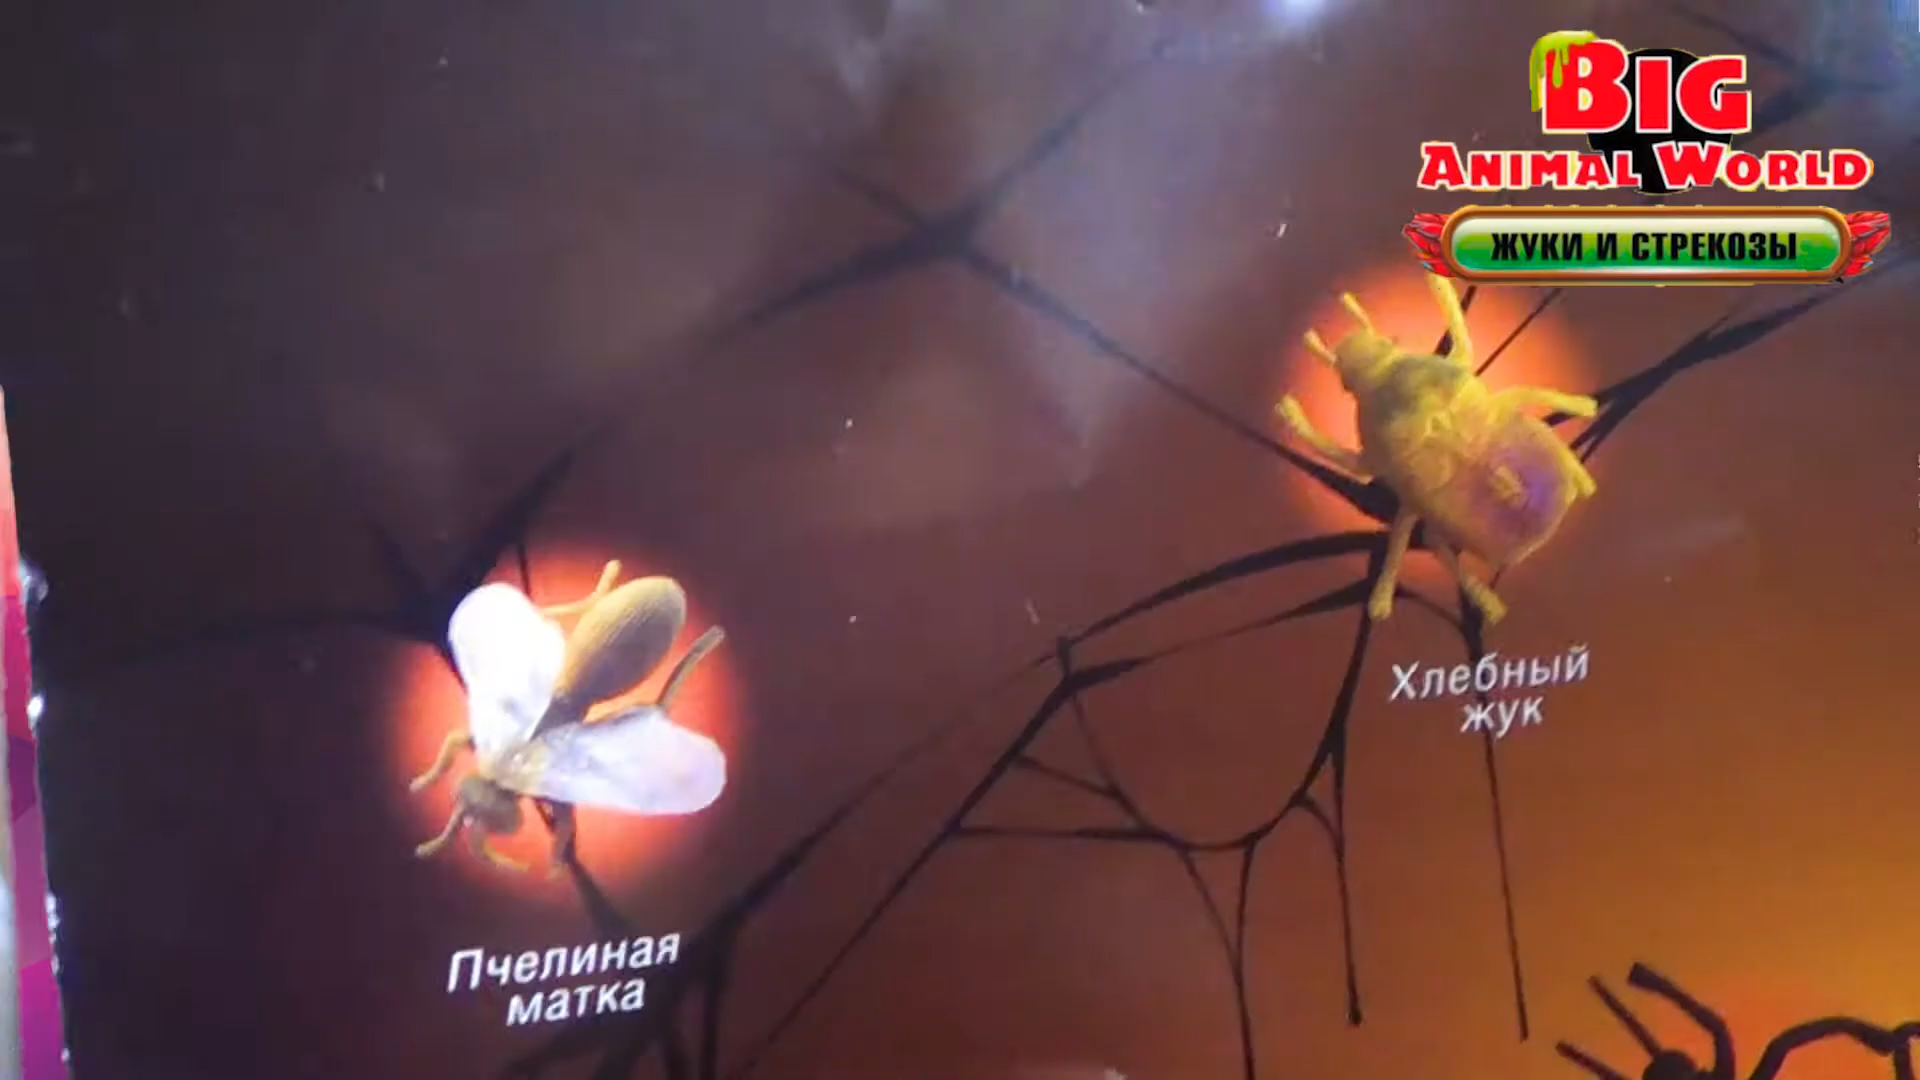 BIG
ANIMAL WORLD
ЖУКИ И СТРЕКОЗЫ
Хлебный
жук
Пчелиная
матка